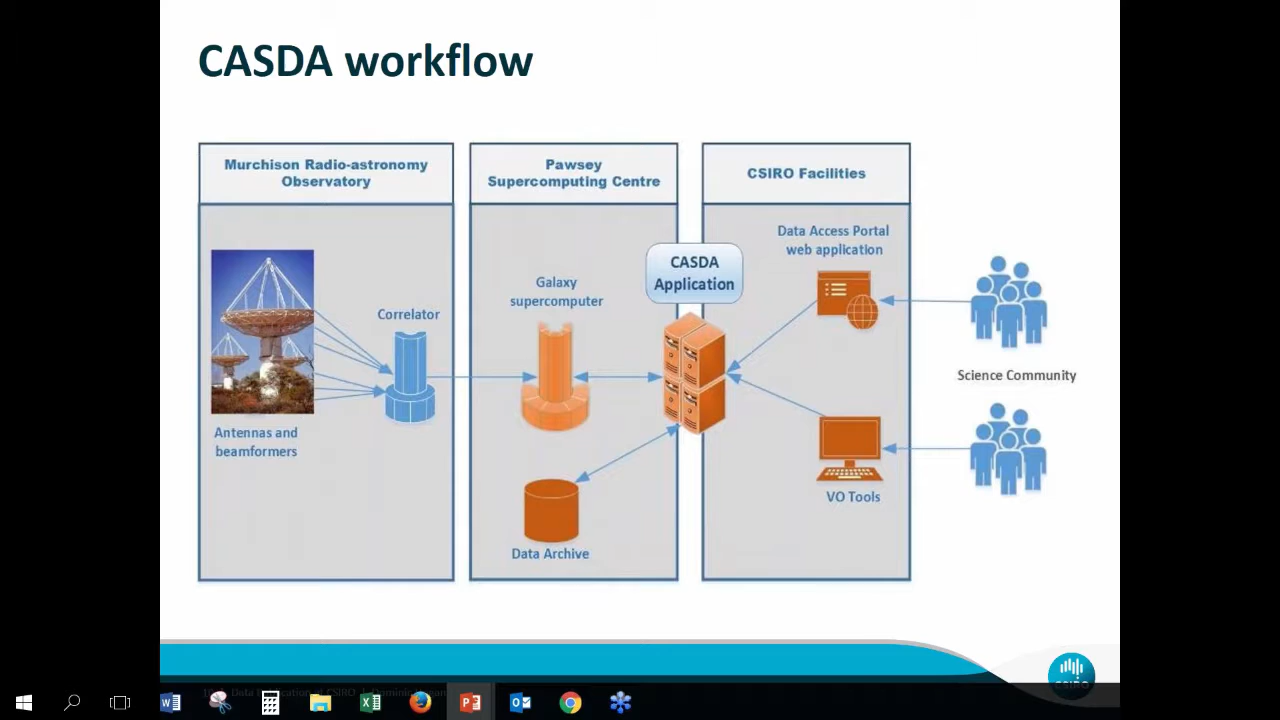 CASDA workflow
Murchison Radio-astronomy
Observatory
Pawsey
Supercomputing Centre
CSIRO Facilities
Data Access Portal
web application
CASDA
Application
Galaxy
supercomputer
Correlator
Science Community
Antennas and
beamformers
VO Tools
Data Archive
CSIRO